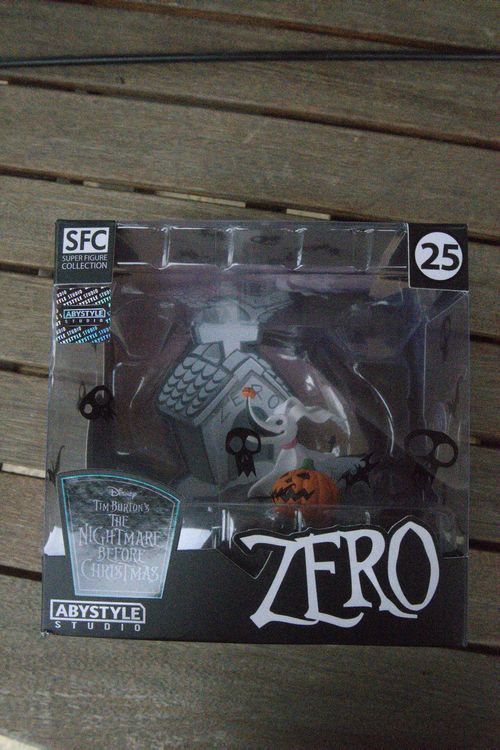 SFC
SUPER FIGURE
COLLECTION
25
ABYSTYLE
STUDIO
ZERO
Disney
TIM BURTON'S
THE
NIGHTMARE
BEFORE
CHRISTMAS
ZERO
ABYSTYLE
STUDIO